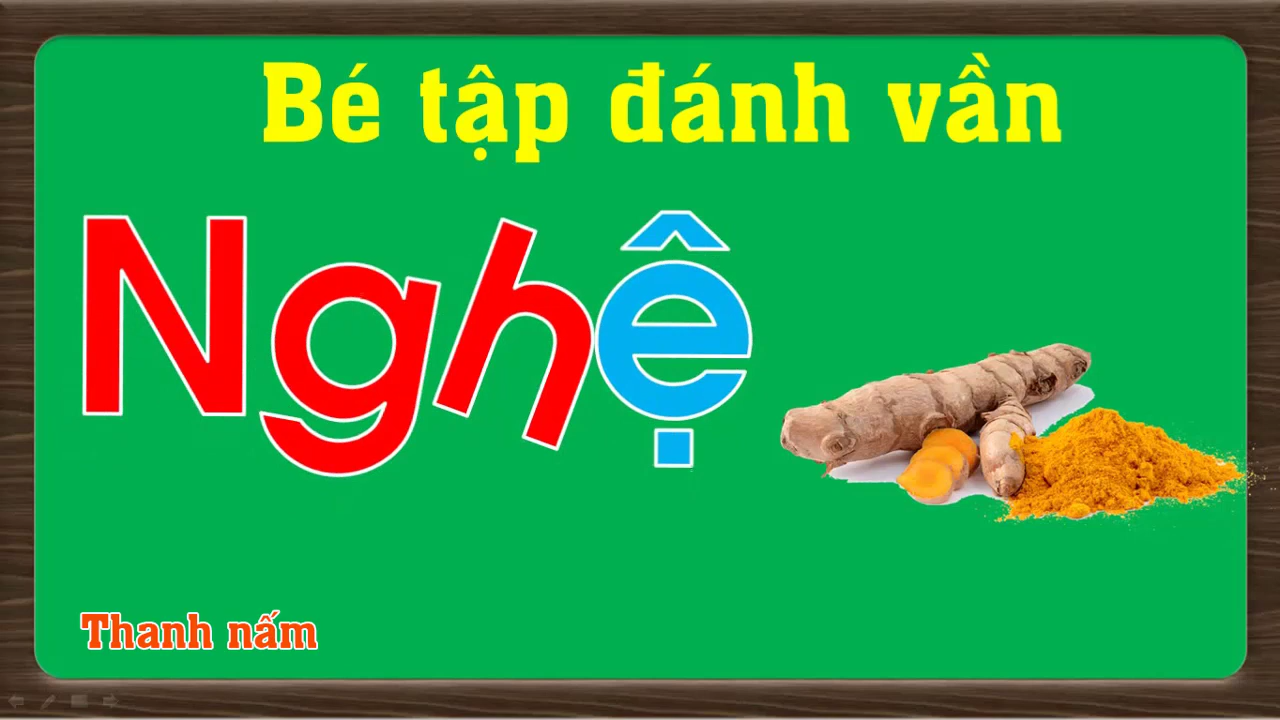 Bé tập đánh vần
Nghệ
Thanh nấm